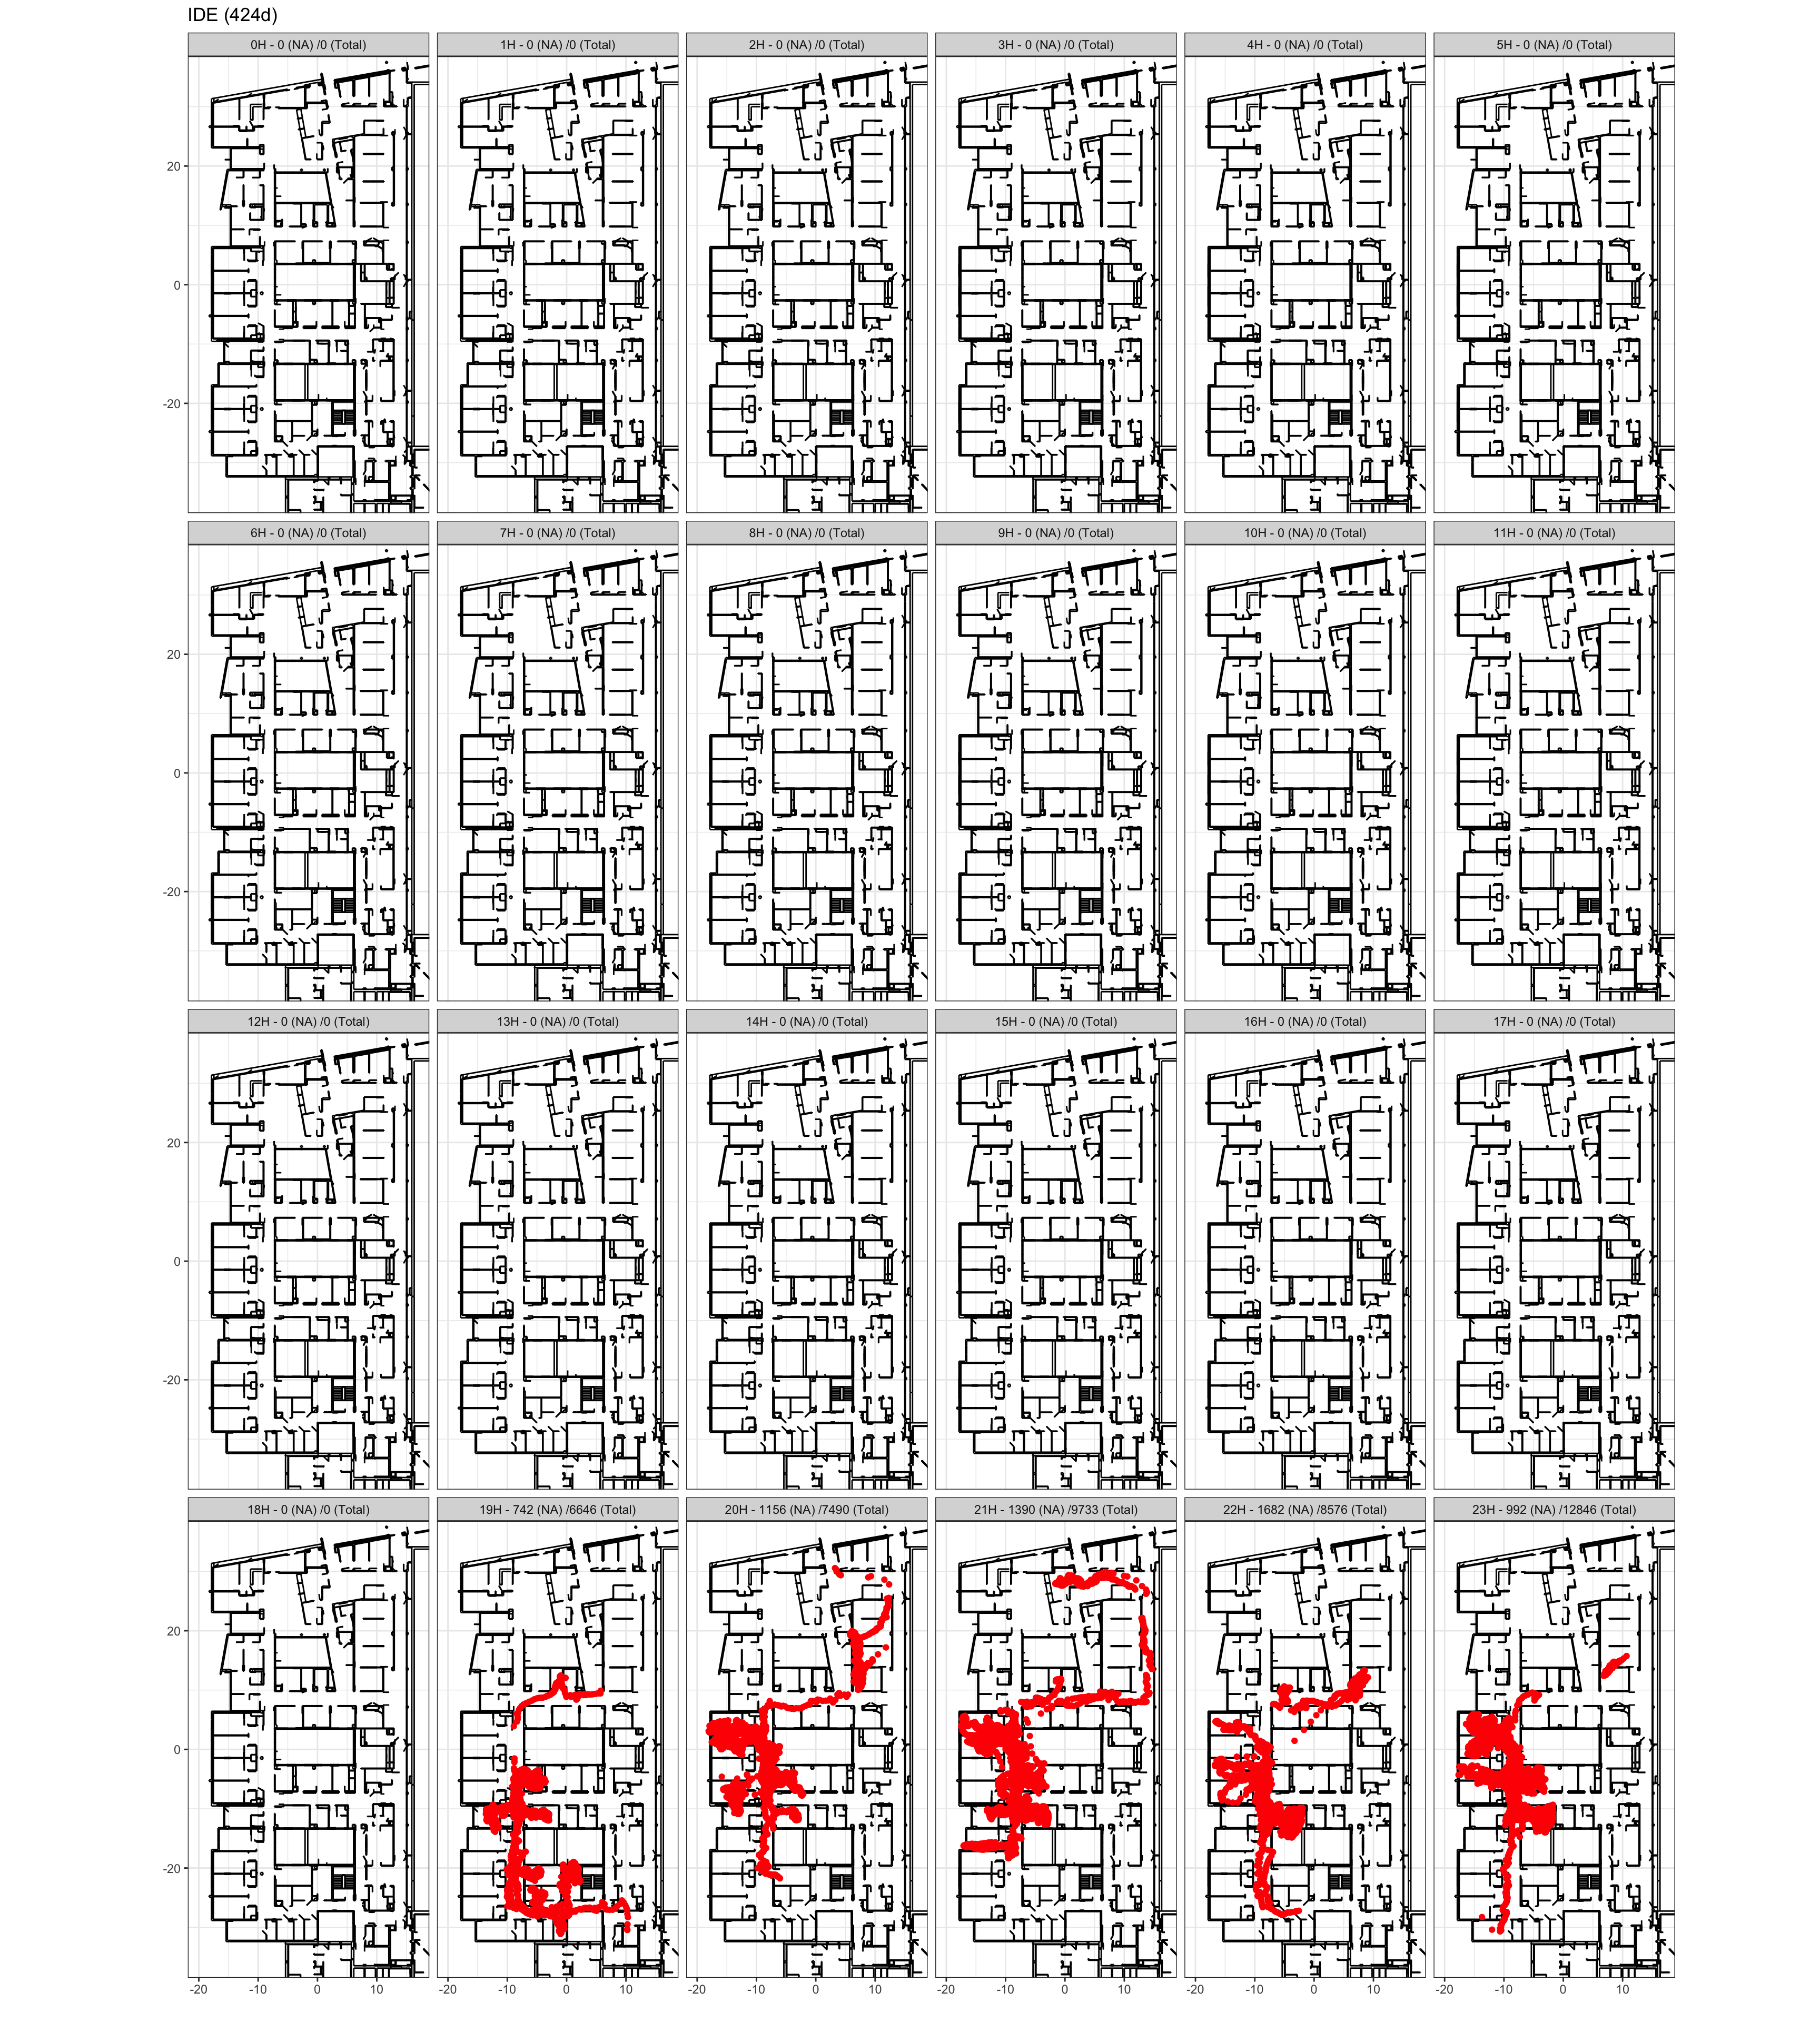 IDE (424d)
0H - 0 (NA) /0 (Total) 1H - 0 (NA) /0 (Total) 2H - 0 (NA) /0 (Total) 3H - 0 (NA) /0 (Total) 4H - 0 (NA) /0 (Total) 5H - 0 (NA) /0 (Total)
20
0
-20
6H - 0 (NA) /0 (Total) 7H - 0 (NA) /0 (Total) 8H - 0 (NA) /0 (Total) 9H - 0 (NA) /0 (Total) 10H - 0 (NA) /0 (Total) 11H - 0 (NA) /0 (Total)
20
0
-20
12H - 0 (NA) /0 (Total) 13H - 0 (NA) /0 (Total) 14H - 0 (NA) /0 (Total) 15H - 0 (NA) /0 (Total) 16H - 0 (NA) /0 (Total) 17H - 0 (NA) /0 (Total)
20
0
-20
18H - 0 (NA) /0 (Total) 19H - 742 (NA) /6646 (Total) 20H - 1156 (NA) /7490 (Total) 21H - 1390 (NA) /9733 (Total) 22H - 1682 (NA) /8576 (Total) 23H - 992 (NA) /12846 (Total)
20
0
-20
-20 -10 0 10 -20 -10 0 10 -20 -10 0 10 -20 -10 0 10 -20 -10 0 10 -20 -10 0 10